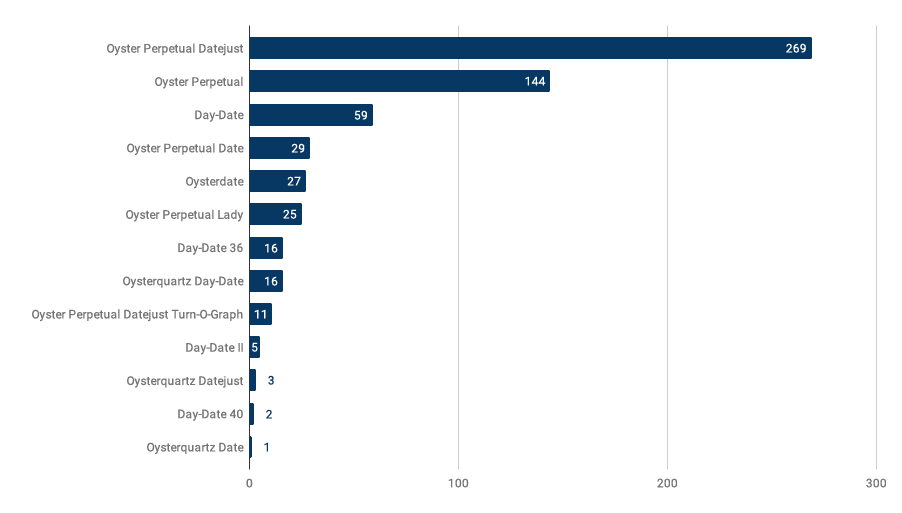 Oyster Perpetual Datejust 269
Oyster Perpetual 144
Day-Date 59
Oyster Perpetual Date 29
Oysterdate 27
Oyster Perpetual Lady 25
Day-Date 36 16
Oysterquartz Day-Date 16
Oyster Perpetual Datejust Turn-O-Graph 11
Day-Date II 5
Oysterquartz Datejust 3
Day-Date 40 2
Oysterquartz Date 1
0 100 200 300